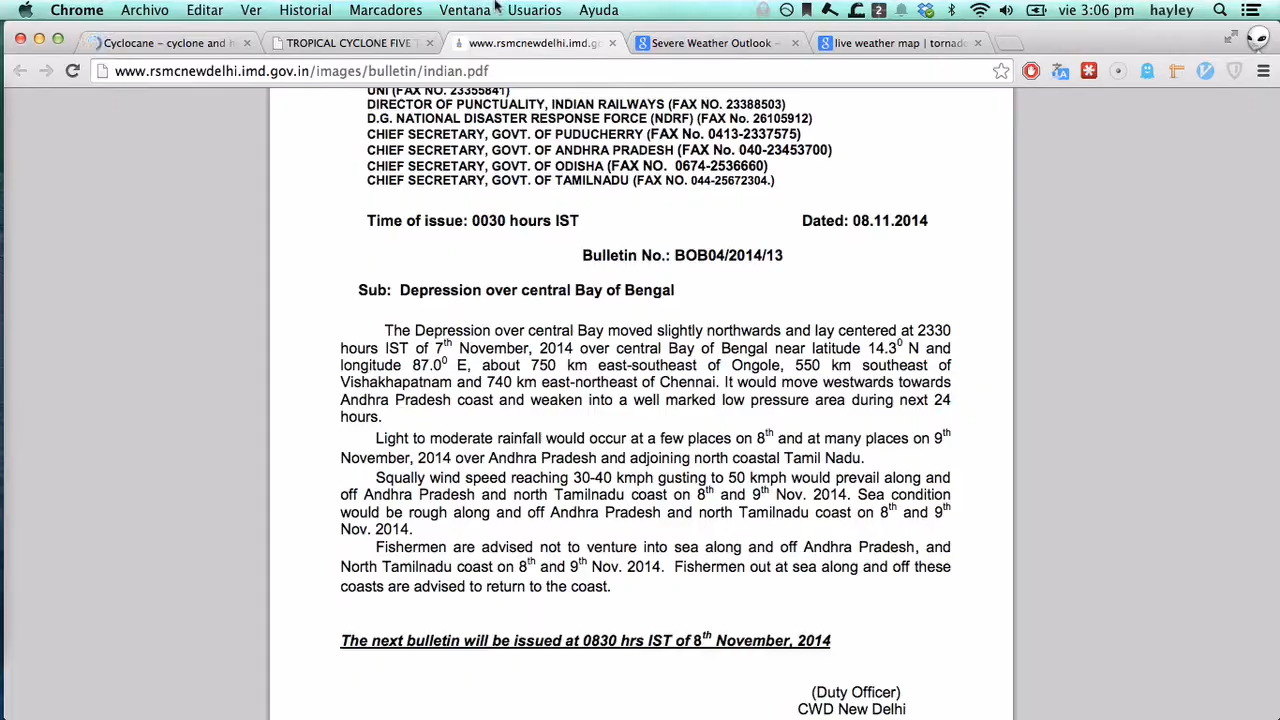 Chrome Archivo Editar Ver Historial Marcadores Ventana Usuarios Ayuda 2 vie 3:06 pm hayley
Cyclocane – cyclone and h TROPICAL CYCLONE FIVE T www.rsmcnewdelhi.imd.go Severe Weather Outlook – live weather map | tornado
www.rsmcnewdelhi.imd.gov.in/images/bulletin/indian.pdf
UNI (FAX NO. 23355841)
DIRECTOR OF PUNCTUALITY, INDIAN RAILWAYS (FAX NO. 23388503)
D.G. NATIONAL DISASTER RESPONSE FORCE (NDRF) (FAX No. 26105912)
CHIEF SECRETARY, GOVT. OF PUDUCHERRY (FAX No. 0413-2337575)
CHIEF SECRETARY, GOVT. OF ANDHRA PRADESH (FAX No. 040-23453700)
CHIEF SECRETARY, GOVT. OF ODISHA (FAX NO. 0674-2536660)
CHIEF SECRETARY, GOVT. OF TAMILNADU (FAX NO. 044-25672304.)
Time of issue: 0030 hours IST Dated: 08.11.2014
Bulletin No.: BOB04/2014/13
Sub: Depression over central Bay of Bengal
The Depression over central Bay moved slightly northwards and lay centered at 2330
hours IST of 7th November, 2014 over central Bay of Bengal near latitude 14.3⁰ N and
longitude 87.0⁰ E, about 750 km east-southeast of Ongole, 550 km southeast of
Vishakhapatnam and 740 km east-northeast of Chennai. It would move westwards towards
Andhra Pradesh coast and weaken into a well marked low pressure area during next 24
hours.
Light to moderate rainfall would occur at a few places on 8th and at many places on 9th
November, 2014 over Andhra Pradesh and adjoining north coastal Tamil Nadu.
Squally wind speed reaching 30-40 kmph gusting to 50 kmph would prevail along and
off Andhra Pradesh and north Tamilnadu coast on 8th and 9th Nov. 2014. Sea condition
would be rough along and off Andhra Pradesh and north Tamilnadu coast on 8th and 9th
Nov. 2014.
Fishermen are advised not to venture into sea along and off Andhra Pradesh, and
North Tamilnadu coast on 8th and 9th Nov. 2014. Fishermen out at sea along and off these
coasts are advised to return to the coast.
The next bulletin will be issued at 0830 hrs IST of 8th November, 2014
(Duty Officer)
CWD New Delhi